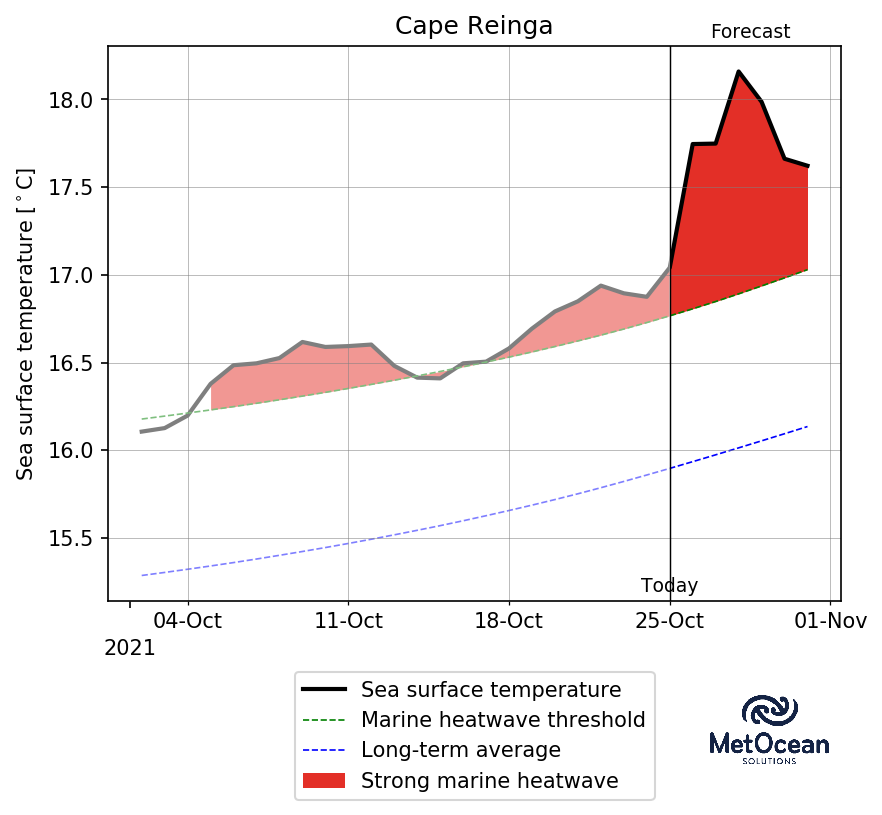 Cape Reinga
Forecast
Sea surface temperature [°C]
18.0
17.5
17.0
16.5
16.0
15.5
Today
04-Oct 11-Oct 18-Oct 25-Oct 01-Nov
2021
Sea surface temperature
Marine heatwave threshold
Long-term average
Strong marine heatwave
MetOcean
SOLUTIONS